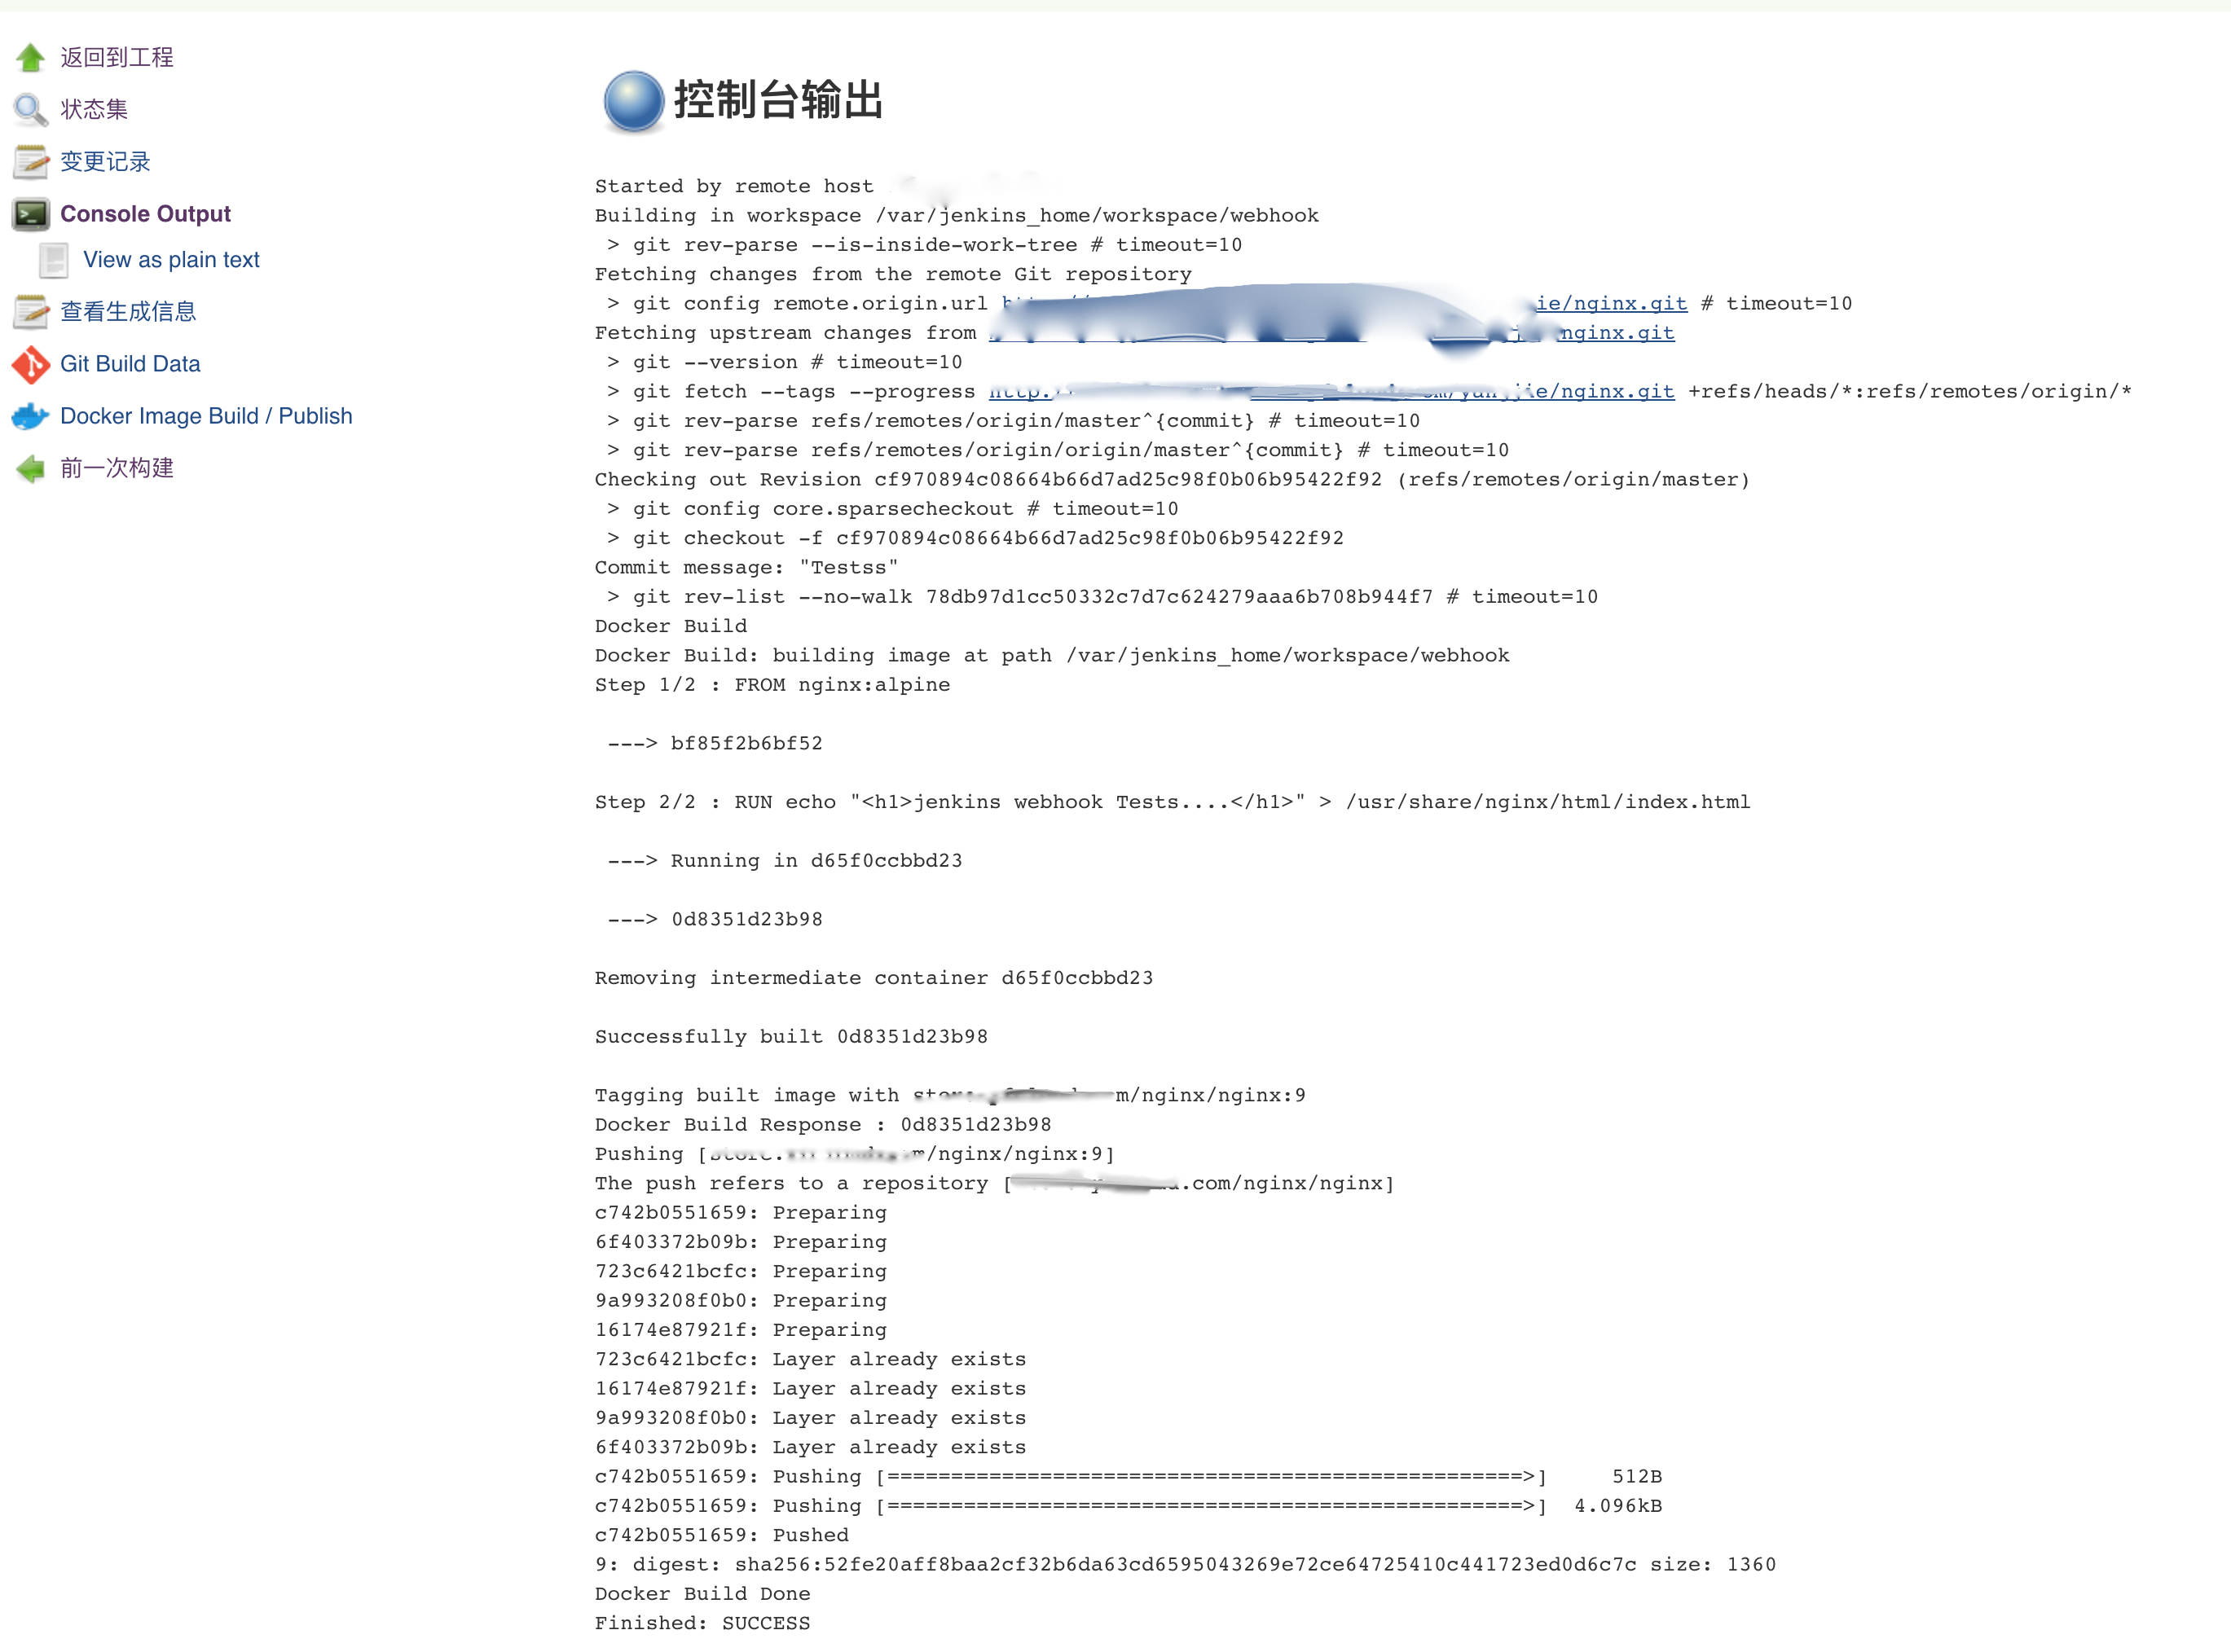 返回到工程
状态集
变更记录
Console Output
View as plain text
查看生成信息
Git Build Data
Docker Image Build / Publish
前一次构建
控制台输出
Started by remote host
Building in workspace /var/jenkins_home/workspace/webhook
> git rev-parse --is-inside-work-tree # timeout=10
Fetching changes from the remote Git repository
> git config remote.origin.url ie/nginx.git # timeout=10
Fetching upstream changes from nginx.git
> git --version # timeout=10
> git fetch --tags --progress e/nginx.git +refs/heads/*:refs/remotes/origin/*
> git rev-parse refs/remotes/origin/master^{commit} # timeout=10
> git rev-parse refs/remotes/origin/origin/master^{commit} # timeout=10
Checking out Revision cf970894c08664b66d7ad25c98f0b06b95422f92 (refs/remotes/origin/master)
> git config core.sparsecheckout # timeout=10
> git checkout -f cf970894c08664b66d7ad25c98f0b06b95422f92
Commit message: "Testss"
> git rev-list --no-walk 78db97d1cc50332c7d7c624279aaa6b708b944f7 # timeout=10
Docker Build
Docker Build: building image at path /var/jenkins_home/workspace/webhook
Step 1/2 : FROM nginx:alpine
---> bf85f2b6bf52
Step 2/2 : RUN echo "<h1>jenkins webhook Tests....</h1>" > /usr/share/nginx/html/index.html
---> Running in d65f0ccbbd23
---> 0d8351d23b98
Removing intermediate container d65f0ccbbd23
Successfully built 0d8351d23b98
Tagging built image with m/nginx/nginx:9
Docker Build Response : 0d8351d23b98
Pushing [ m/nginx/nginx:9]
The push refers to a repository [ .com/nginx/nginx]
c742b0551659: Preparing
6f403372b09b: Preparing
723c6421bcfc: Preparing
9a993208f0b0: Preparing
16174e87921f: Preparing
723c6421bcfc: Layer already exists
16174e87921f: Layer already exists
9a993208f0b0: Layer already exists
6f403372b09b: Layer already exists
c742b0551659: Pushing [==================================================>] 512B
c742b0551659: Pushing [==================================================>] 4.096kB
c742b0551659: Pushed
9: digest: sha256:52fe20aff8baa2cf32b6da63cd6595043269e72ce64725410c441723ed0d6c7c size: 1360
Docker Build Done
Finished: SUCCESS